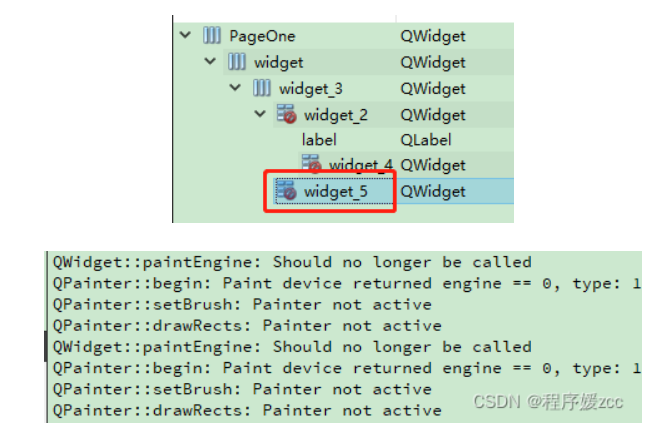 PageOne QWidget
widget QWidget
widget_3 QWidget
widget_2 QWidget
label QLabel
widget_4 QWidget
widget_5 QWidget
QWidget::paintEngine: Should no longer be called
QPainter::begin: Paint device returned engine == 0, type: 1
QPainter::setBrush: Painter not active
QPainter::drawRects: Painter not active
QWidget::paintEngine: Should no longer be called
QPainter::begin: Paint device returned engine == 0, type: 1
QPainter::setBrush: Painter not active
QPainter::drawRects: Painter not active
CSDN @程序媛zcc